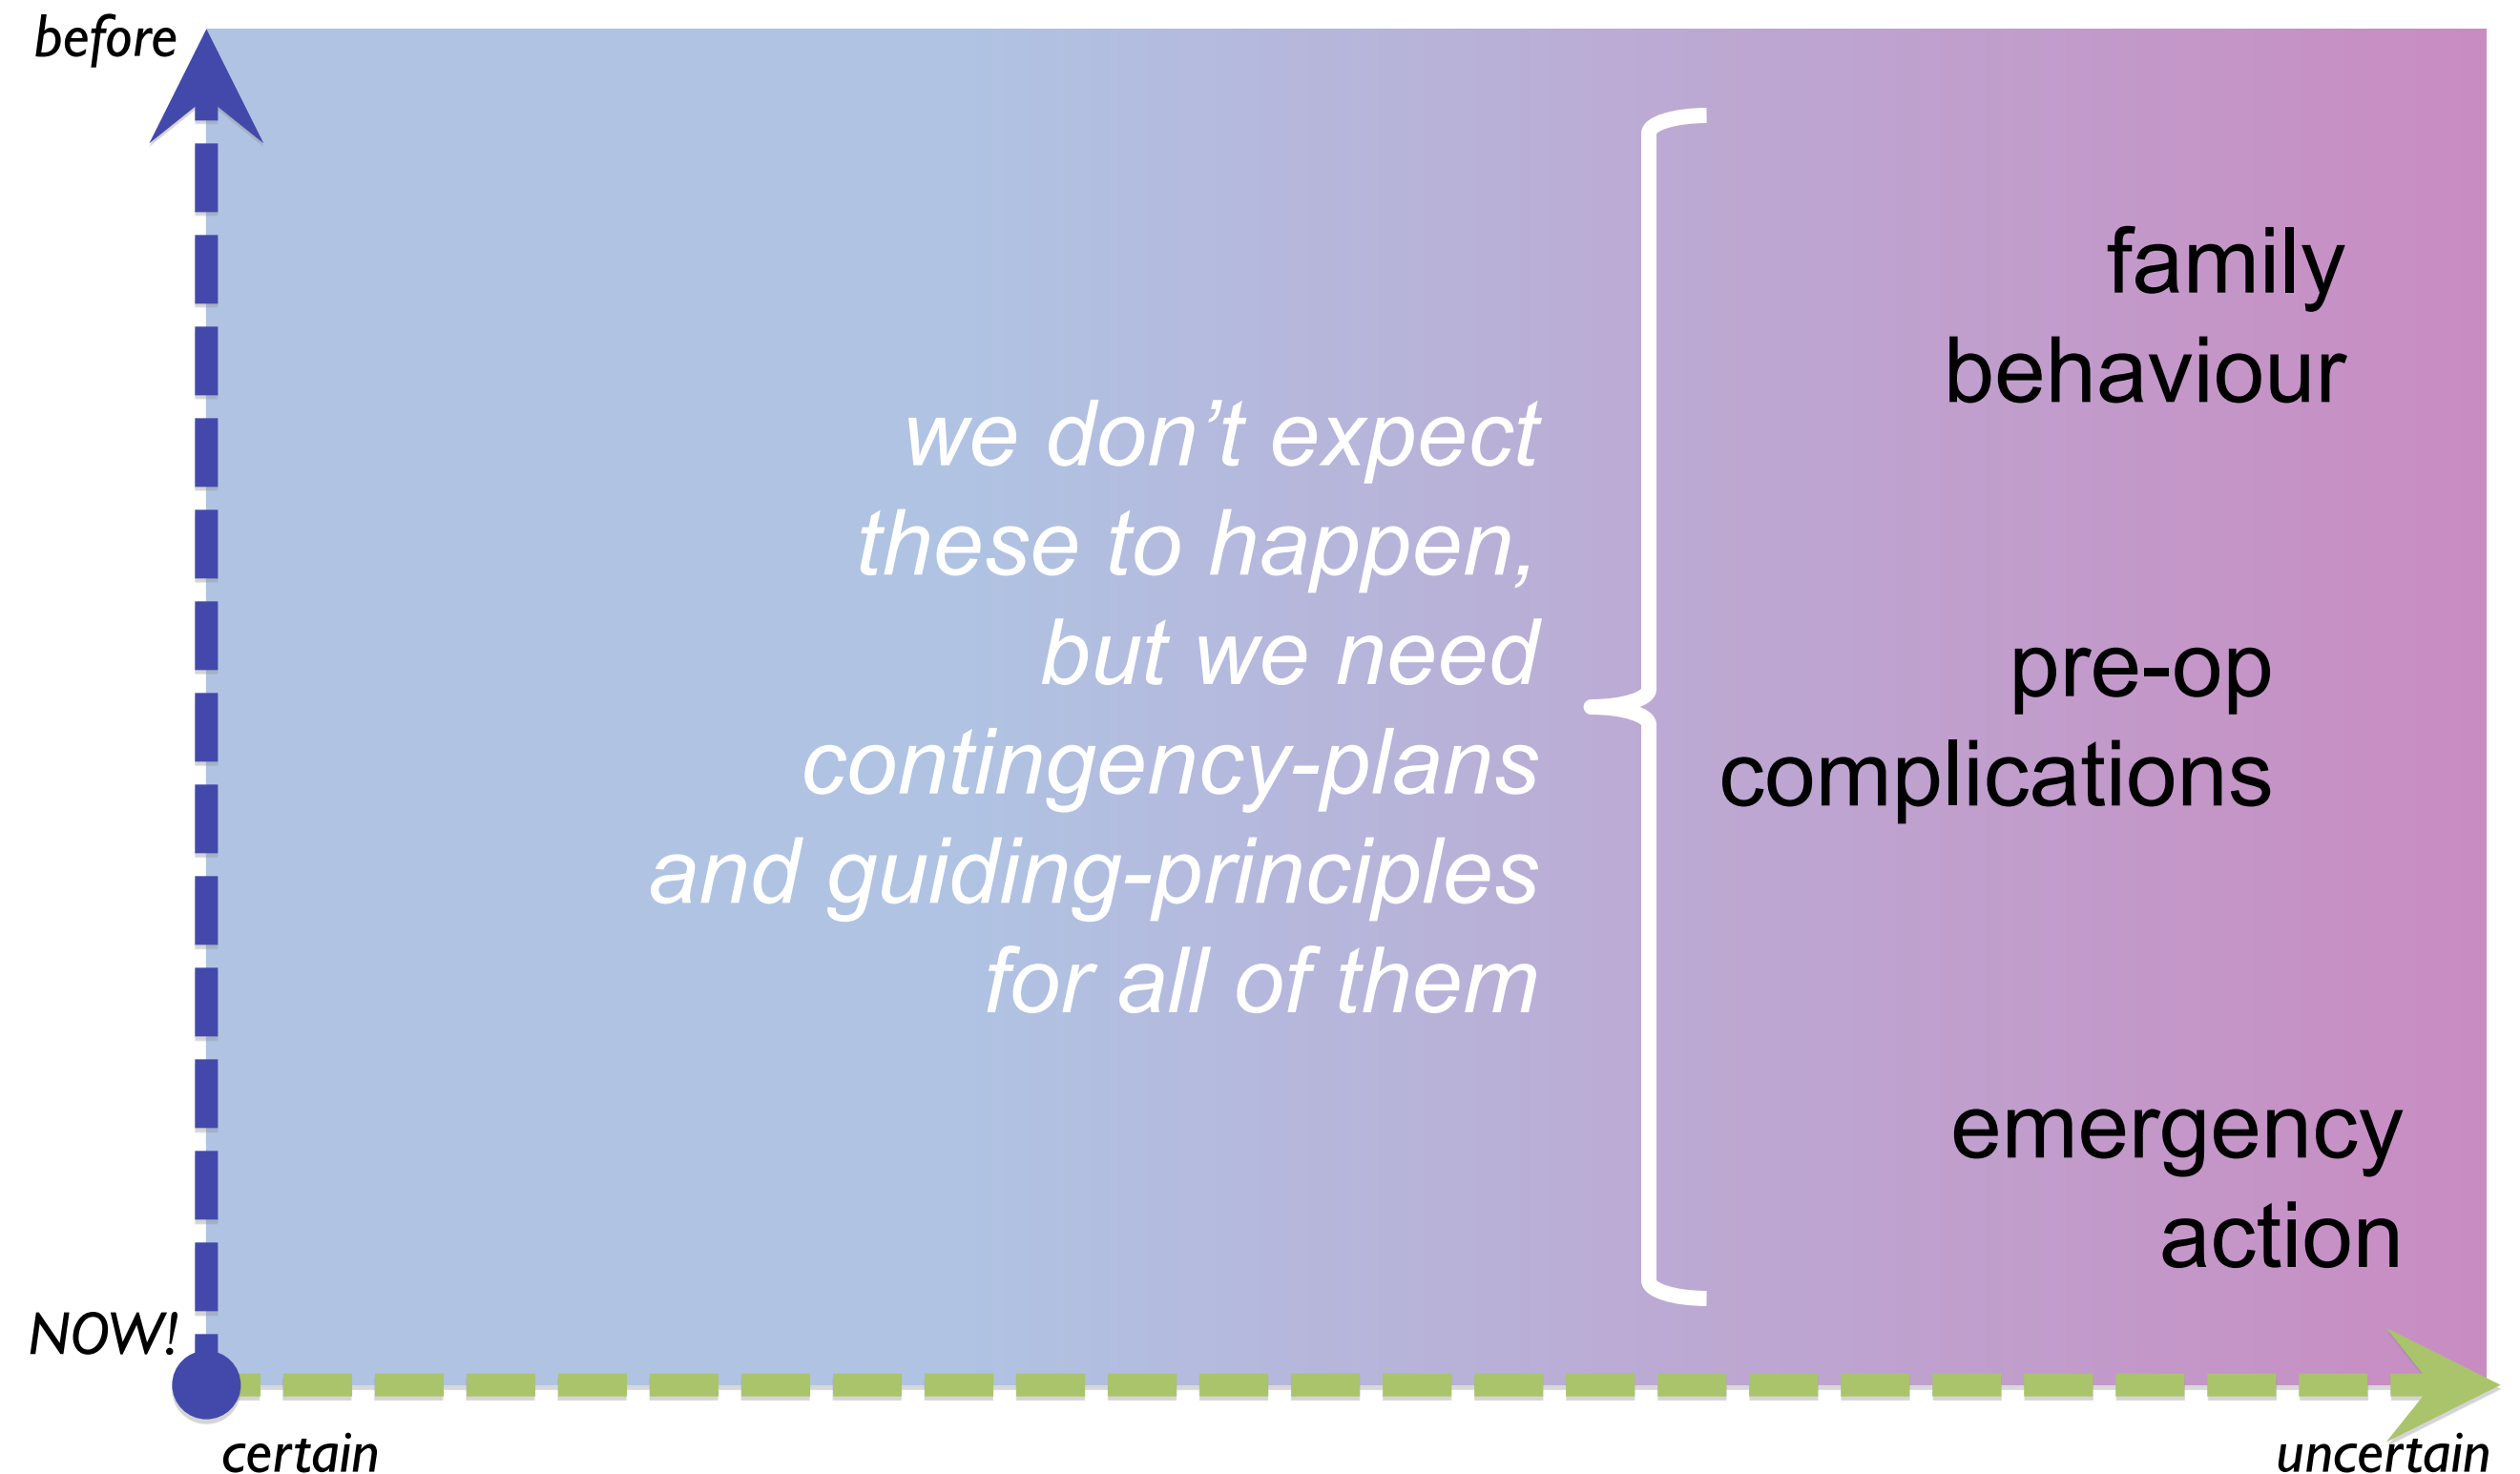 before
family
behaviour
we don’t expect
these to happen,
but we need
contingency-plans
and guiding-principles
for all of them
pre-op
complications
emergency
action
NOW!
certain
uncertain